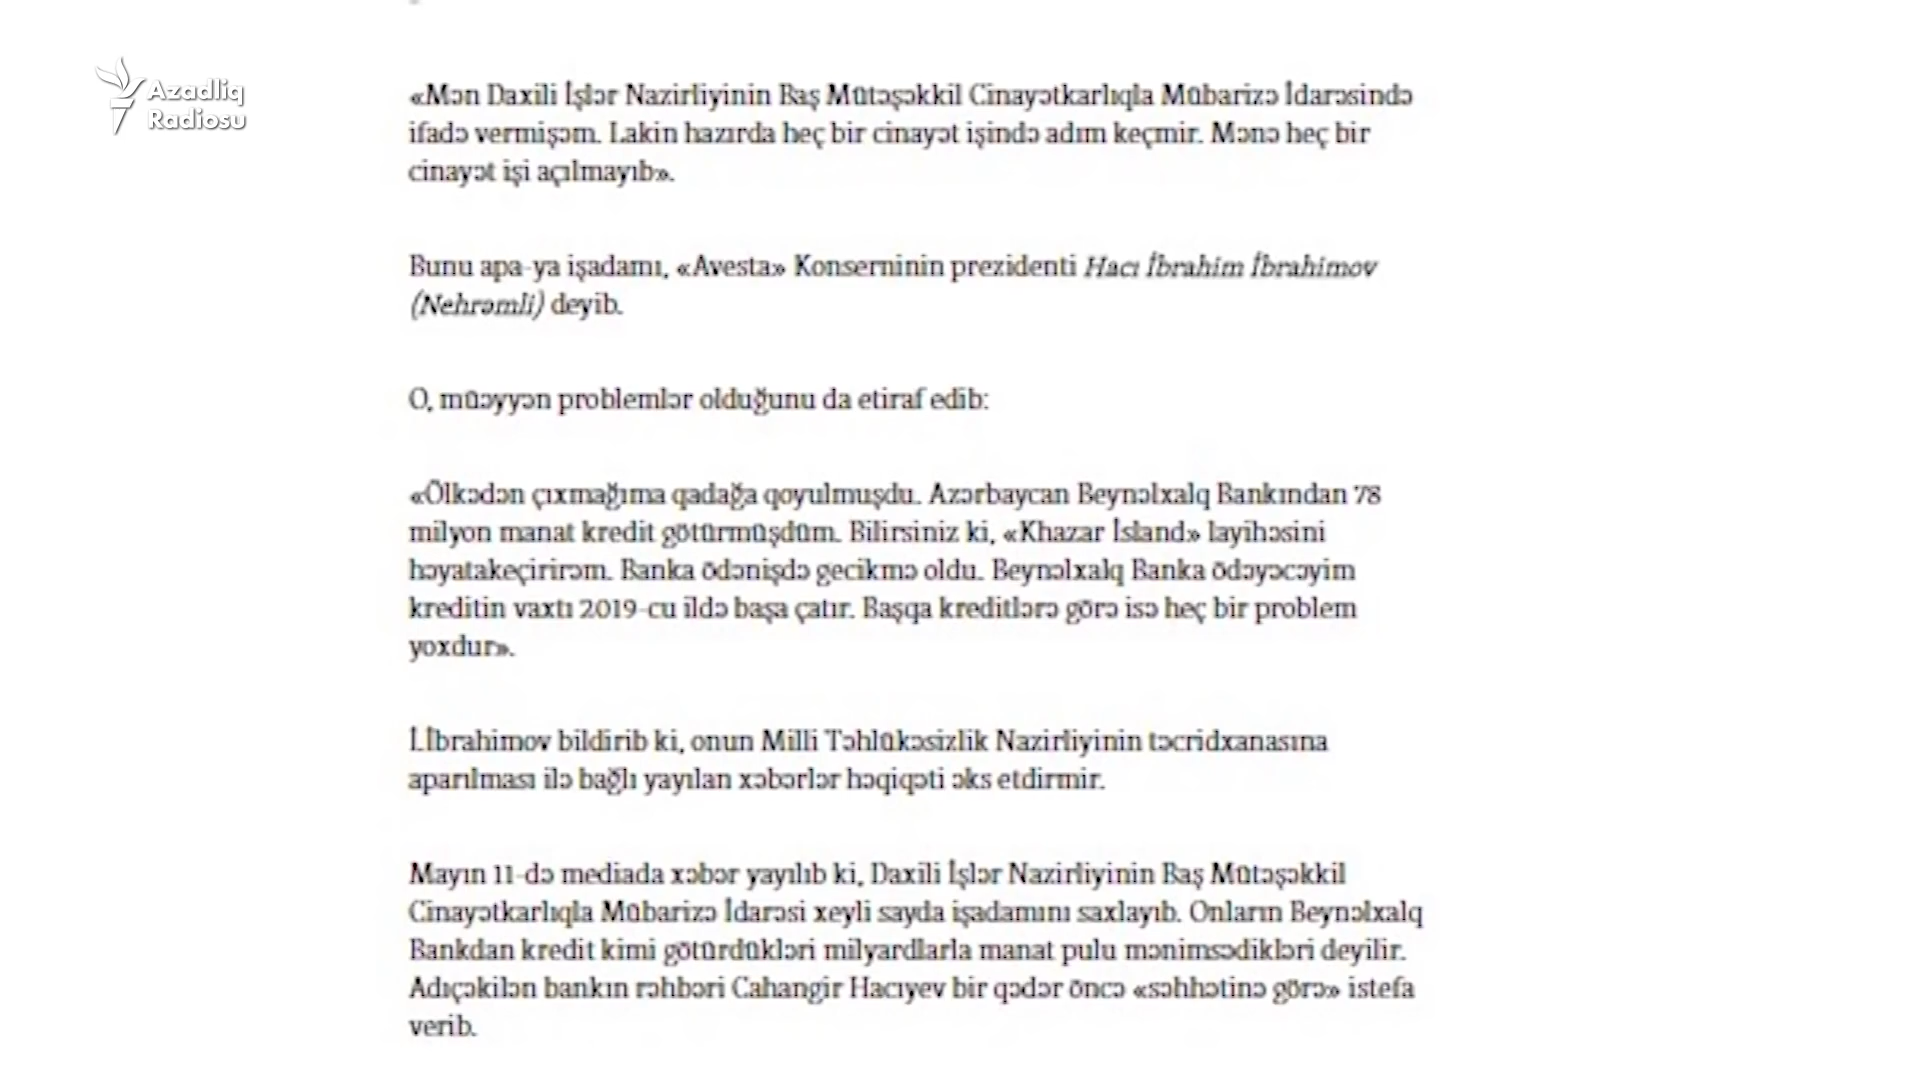 Azadlıq
Radiosu
«Mən Daxili İşlər Nazirliyinin Baş Mütəşəkkil Cinayətkarlıqla Mübarizə İdarəsində
ifadə vermişəm. Lakin hazırda heç bir cinayət işində adım keçmir. Mənə heç bir
cinayət işi açılmayıb».
Bunu apa-ya işadamı, «Avesta» Konserninin prezidenti Hacı İbrahim İbrahimov
(Nehrəmli) deyib.
O, müəyyən problemlər olduğunu da etiraf edib:
«Ölkədən çıxmağıma qadağa qoyulmuşdu. Azərbaycan Beynəlxalq Bankından 78
milyon manat kredit götürmüşdüm. Bilirsiniz ki, «Khazar İsland» layihəsini
həyatakeçirirəm. Banka ödənişdə gecikmə oldu. Beynəlxalq Banka ödəyəcəyim
kreditin vaxtı 2019-cu ildə başa çatır. Başqa kreditlərə görə isə heç bir problem
yoxdur».
İ.İbrahimov bildirib ki, onun Milli Təhlükəsizlik Nazirliyinin təcridxanasına
aparılması ilə bağlı yayılan xəbərlər həqiqəti əks etdirmir.
Mayın 11-də mediada xəbər yayılıb ki, Daxili İşlər Nazirliyinin Baş Mütəşəkkil
Cinayətkarlıqla Mübarizə İdarəsi xeyli sayda işadamını saxlayıb. Onların Beynəlxalq
Bankdan kredit kimi götürdükləri milyardlarla manat pulu mənimsədikləri deyilir.
Adıçəkilən bankın rəhbəri Cahangir Hacıyev bir qədər öncə «səhhətinə görə» istefa
verib.